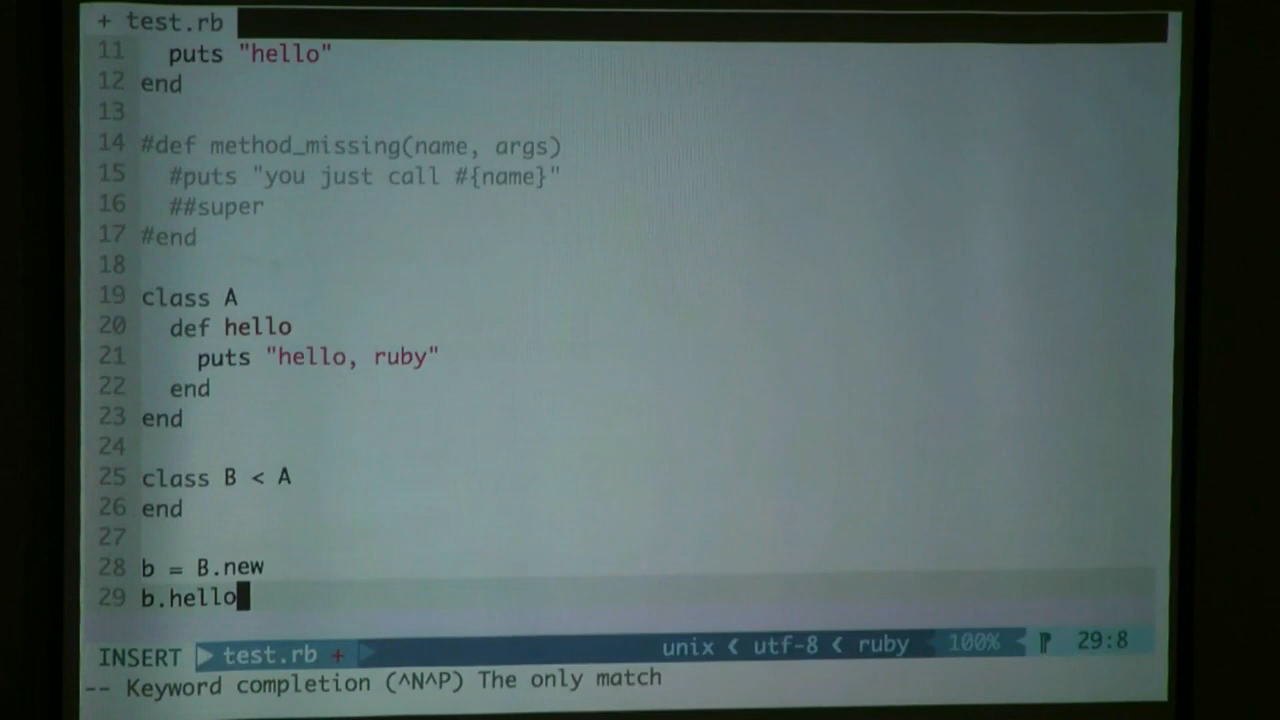 + test.rb
11 puts "hello"
12 end
13
14 #def method_missing(name, args)
15 #puts "you just call #{name}"
16 ##super
17 #end
18
19 class A
20 def hello
21 puts "hello, ruby"
22 end
23 end
24
25 class B < A
26 end
27
28 b = B.new
29 b.hello
INSERT test.rb + unix ❮ utf-8 ❮ ruby 100% 29:8
-- Keyword completion (^N^P) The only match